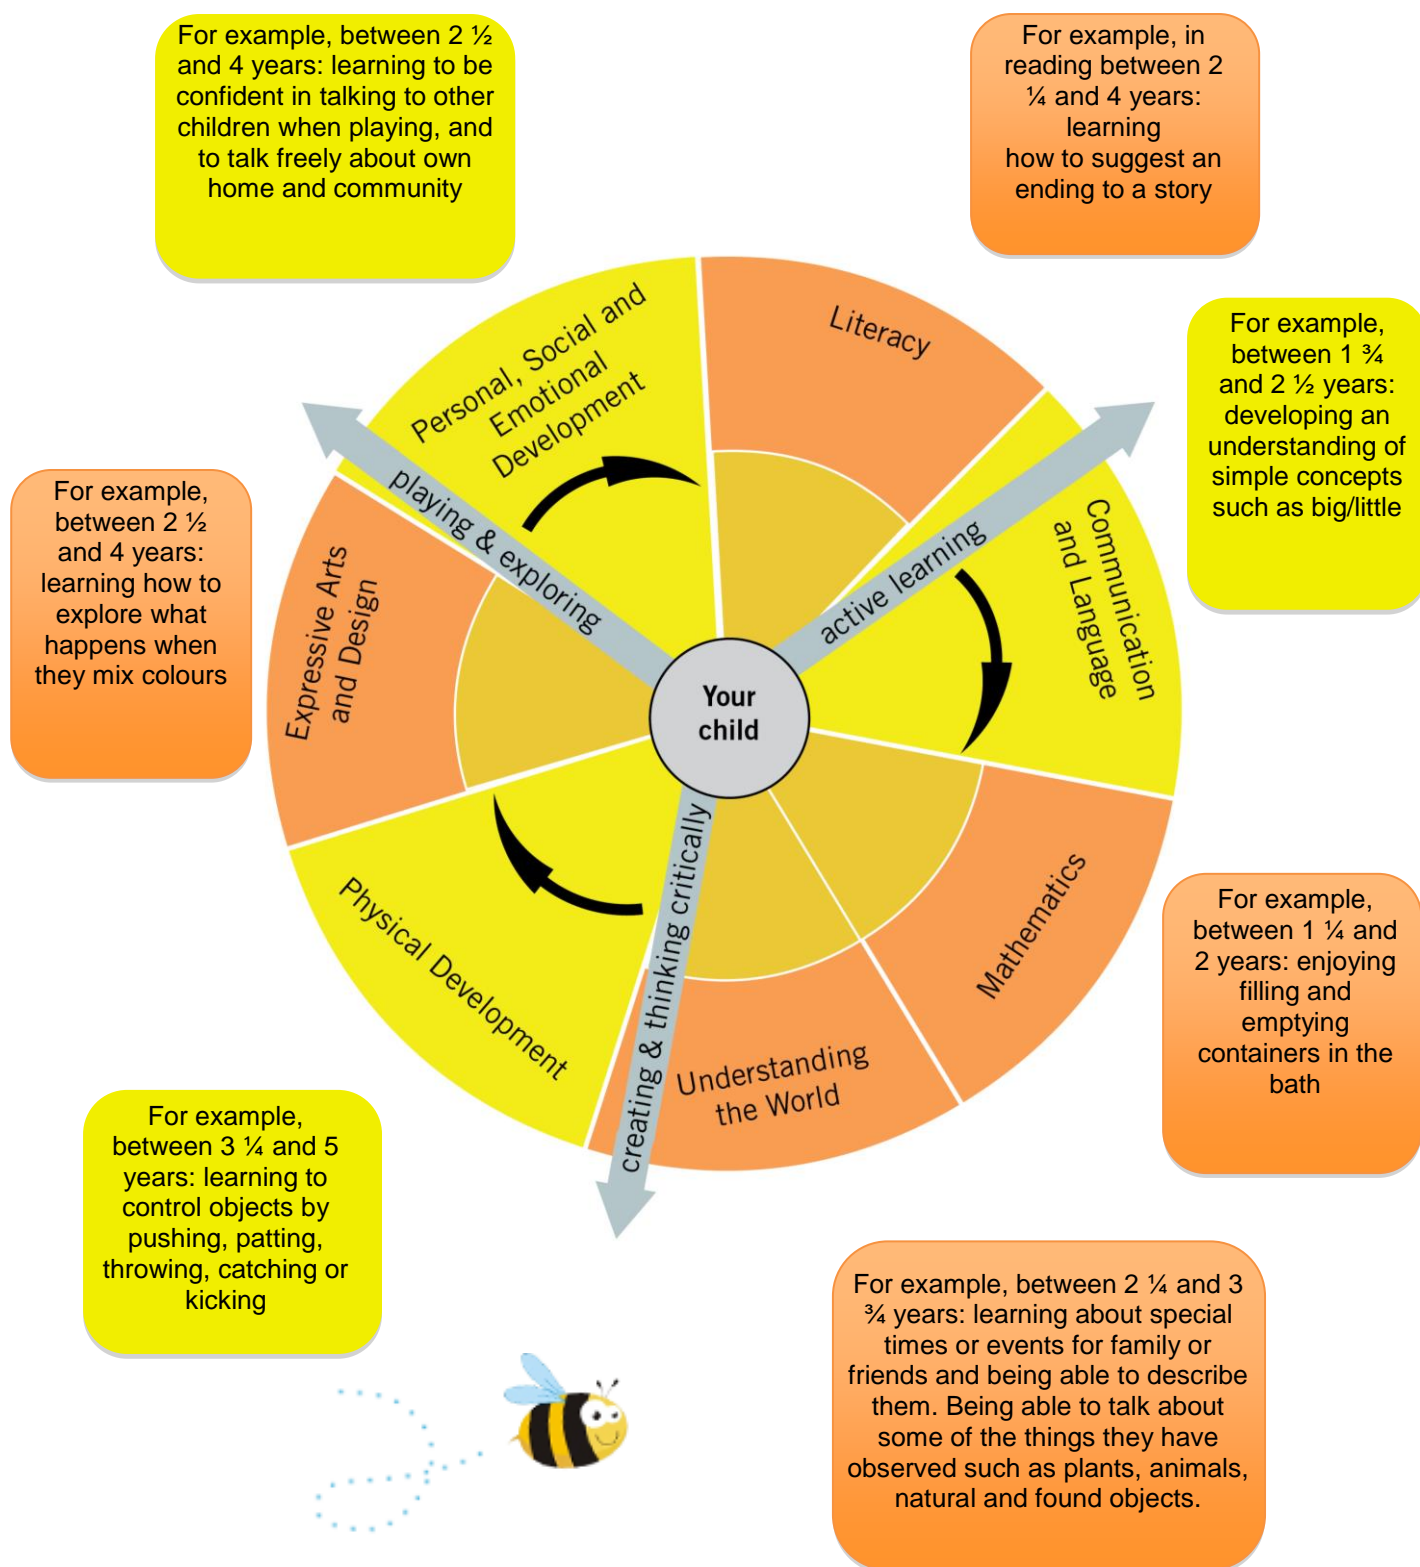 For example, between 2 ½
and 4 years: learning to be
confident in talking to other
children when playing, and
to talk freely about own
home and community
For example, in
reading between 2
¼ and 4 years:
learning
how to suggest an
ending to a story
For example,
between 1 ¾
and 2 ½ years:
developing an
understanding of
simple concepts
such as big/little
For example,
between 2 ½
and 4 years:
learning how to
explore what
happens when
they mix colours
Personal, Social and
Emotional
Development
Literacy
Communication
and Language
playing & exploring
active learning
Expressive Arts
and Design
Your
child
creating & thinking critically
Physical Development
Understanding
the World
Mathematics
For example,
between 1 ¼ and
2 years: enjoying
filling and
emptying
containers in the
bath
For example,
between 3 ¼ and 5
years: learning to
control objects by
pushing, patting,
throwing, catching or
kicking
For example, between 2 ¼ and 3
¾ years: learning about special
times or events for family or
friends and being able to describe
them. Being able to talk about
some of the things they have
observed such as plants, animals,
natural and found objects.